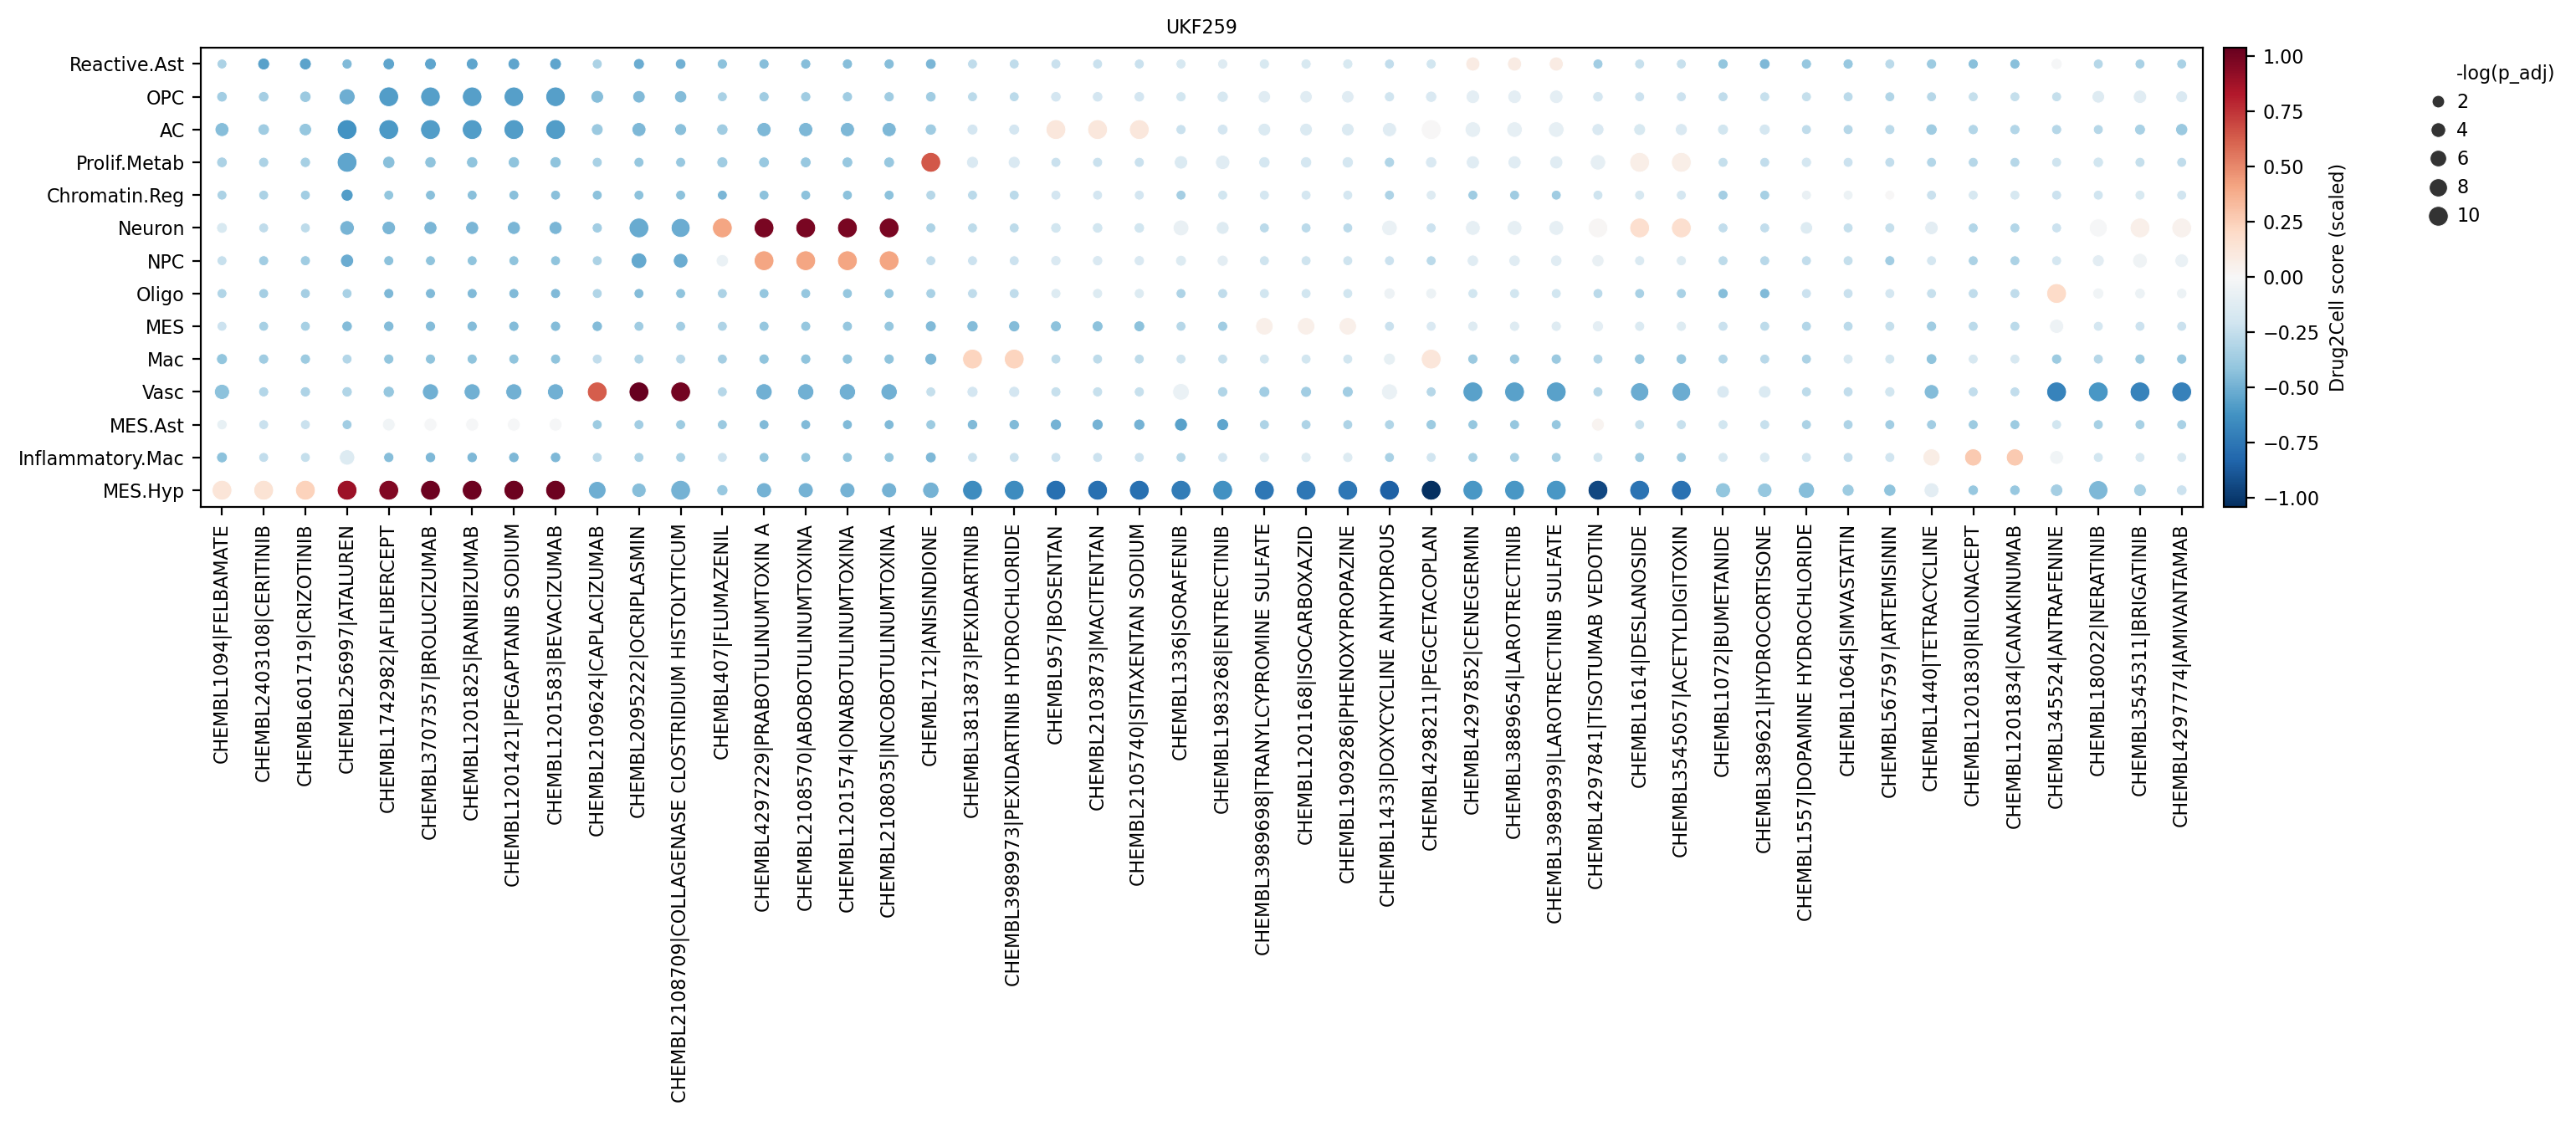 UKF259
Reactive.Ast
OPC
AC
Prolif.Metab
Chromatin.Reg
Neuron
NPC
Oligo
MES
Mac
Vasc
MES.Ast
Inflammatory.Mac
MES.Hyp
CHEMBL1094|FELBAMATE
CHEMBL2403108|CERITINIB
CHEMBL601719|CRIZOTINIB
CHEMBL256997|ATALUREN
CHEMBL1742982|AFLIBERCEPT
CHEMBL3707357|BROLUCIZUMAB
CHEMBL1201825|RANIBIZUMAB
CHEMBL1201421|PEGAPTANIB SODIUM
CHEMBL1201583|BEVACIZUMAB
CHEMBL2109624|CAPLACIZUMAB
CHEMBL2095222|OCRIPLASMIN
CHEMBL2108709|COLLAGENASE CLOSTRIDIUM HISTOLYTICUM
CHEMBL407|FLUMAZENIL
CHEMBL4297229|PRABOTULINUMTOXIN A
CHEMBL2108570|ABOBOTULINUMTOXINA
CHEMBL1201574|ONABOTULINUMTOXINA
CHEMBL2108035|INCOBOTULINUMTOXINA
CHEMBL712|ANISINDIONE
CHEMBL3813873|PEXIDARTINIB
CHEMBL3989973|PEXIDARTINIB HYDROCHLORIDE
CHEMBL957|BOSENTAN
CHEMBL2103873|MACITENTAN
CHEMBL2105740|SITAXENTAN SODIUM
CHEMBL1336|SORAFENIB
CHEMBL1983268|ENTRECTINIB
CHEMBL3989698|TRANYLCYPROMINE SULFATE
CHEMBL1201168|ISOCARBOXAZID
CHEMBL1909286|PHENOXYPROPAZINE
CHEMBL1433|DOXYCYCLINE ANHYDROUS
CHEMBL4298211|PEGCETACOPLAN
CHEMBL4297852|CENEGERMIN
CHEMBL3889654|LAROTRECTINIB
CHEMBL3989939|LAROTRECTINIB SULFATE
CHEMBL4297841|TISOTUMAB VEDOTIN
CHEMBL1614|DESLANOSIDE
CHEMBL3545057|ACETYLDIGITOXIN
CHEMBL1072|BUMETANIDE
CHEMBL389621|HYDROCORTISONE
CHEMBL1557|DOPAMINE HYDROCHLORIDE
CHEMBL1064|SIMVASTATIN
CHEMBL567597|ARTEMISININ
CHEMBL1440|TETRACYCLINE
CHEMBL1201830|RILONACEPT
CHEMBL1201834|CANAKINUMAB
CHEMBL345524|ANTRAFENINE
CHEMBL180022|NERATINIB
CHEMBL3545311|BRIGATINIB
CHEMBL4297774|AMIVANTAMAB
1.00
0.75
0.50
0.25
0.00
−0.25
−0.50
−0.75
−1.00
Drug2Cell score (scaled)
-log(p_adj)
2
4
6
8
10